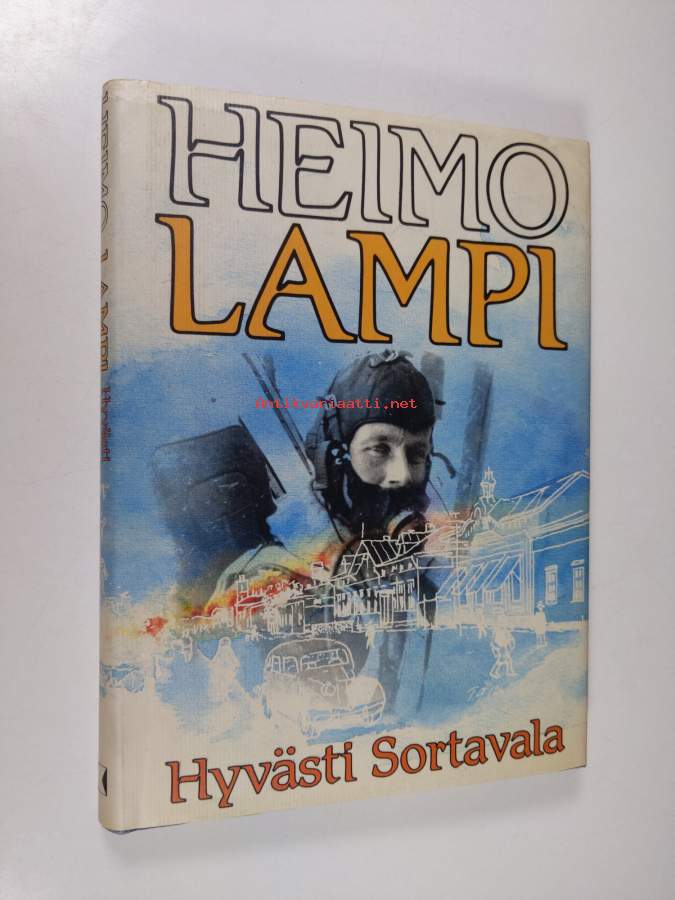 HEIMO
LAMPI
antikvariaatti.net
Hyvästi Sortavala
HEIMO LAMPI Hyvästi